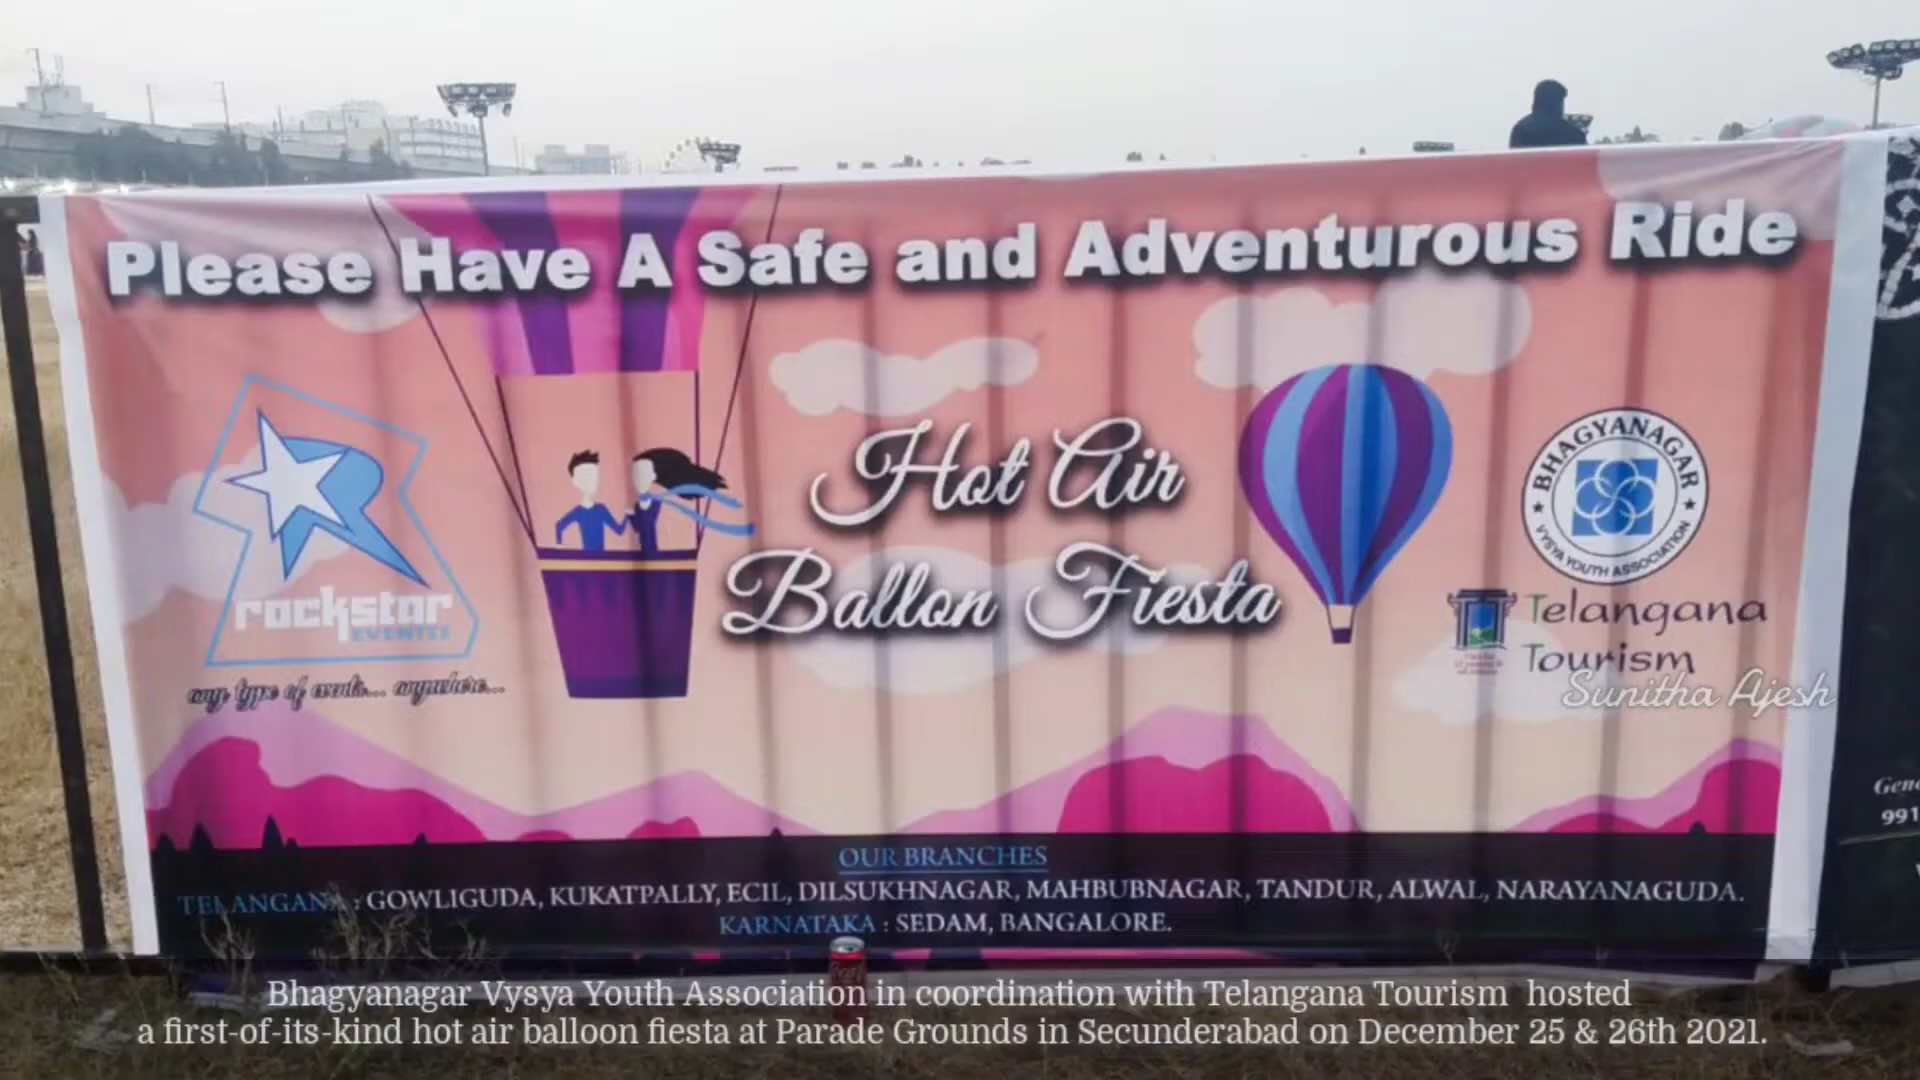 Please Have A Safe and Adventurous Ride
Hot Air
Ballon Fiesta
rockstar
EVENTZZ
any type of events... anywhere...
BHAGYANAGAR
VYSYA YOUTH ASSOCIATION
Telangana
Tourism
Sunitha Ajesh
OUR BRANCHES
TELANGANA : GOWLIGUDA, KUKATPALLY, ECIL, DILSUKHNAGAR, MAHBUBNAGAR, TANDUR, ALWAL, NARAYANAGUDA.
KARNATAKA : SEDAM, BANGALORE.
991
Bhagyanagar Vysya Youth Association in coordination with Telangana Tourism hosted
a first-of-its-kind hot air balloon fiesta at Parade Grounds in Secunderabad on December 25 & 26th 2021.